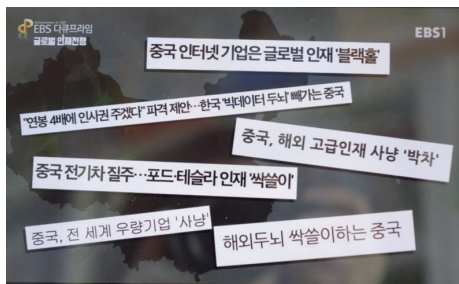 EBS 다큐프라임
글로벌 인재전쟁
EBS1
중국 인터넷 기업은 글로벌 인재 '블랙홀'
"연봉 4배에 인사권 주겠다" 파격 제안…한국 '빅데이터 두뇌' 빼가는 중국
중국, 해외 고급인재 사냥 '박차'
중국 전기차 질주…포드·테슬라 인재 '싹쓸이'
중국, 전 세계 우량기업 '사냥'
해외두뇌 싹쓸이하는 중국